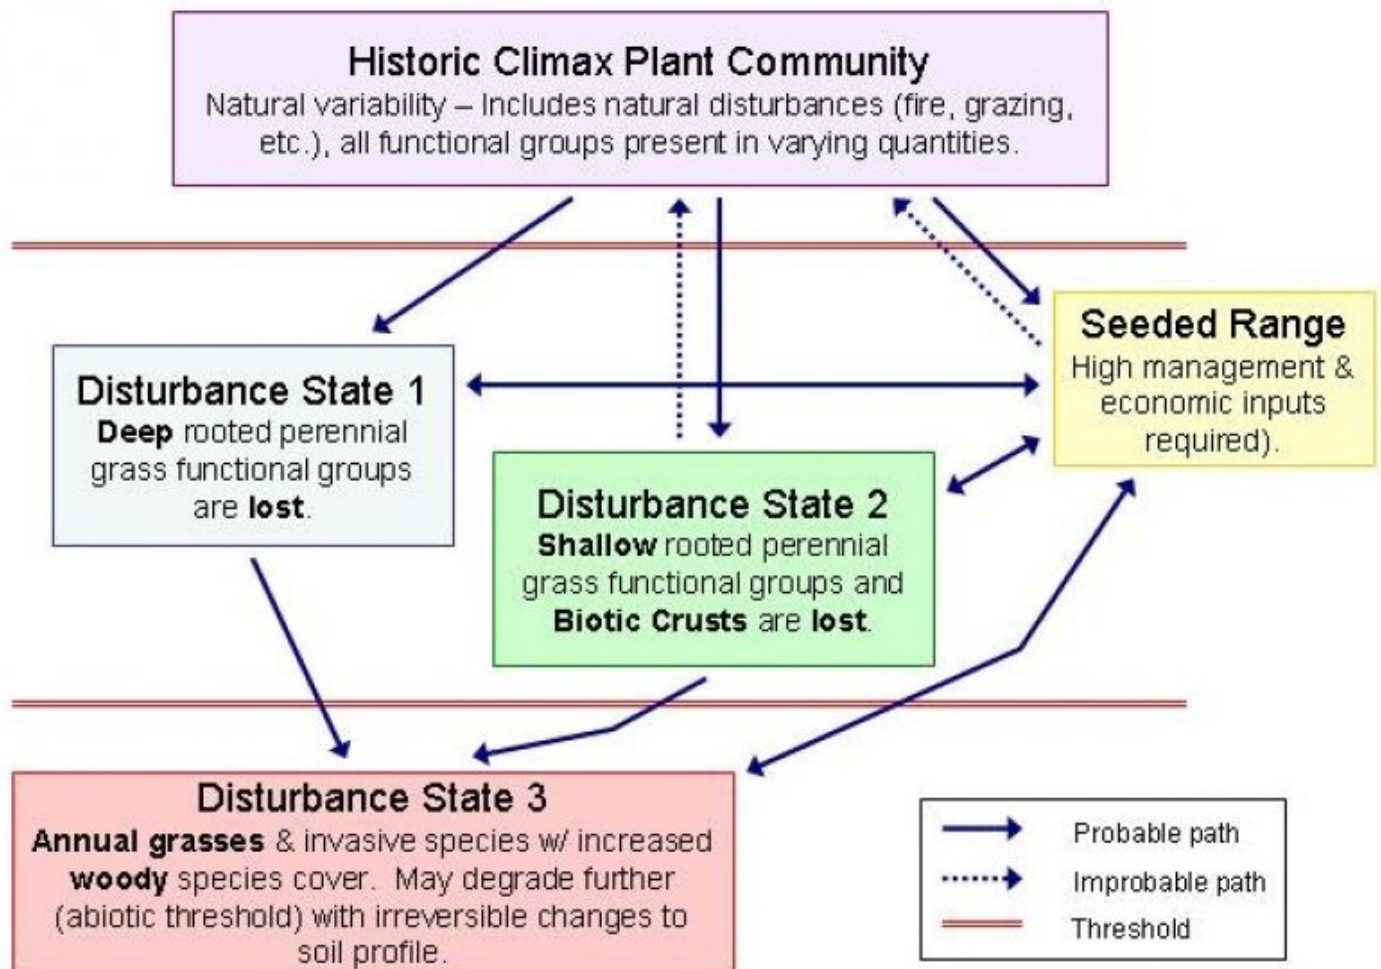 Historic Climax Plant Community
Natural variability – Includes natural disturbances (fire, grazing,
etc.), all functional groups present in varying quantities.
Seeded Range
High management &
economic inputs
required).
Disturbance State 1
Deep rooted perennial
grass functional groups
are lost.
Disturbance State 2
Shallow rooted perennial
grass functional groups and
Biotic Crusts are lost.
Disturbance State 3
Annual grasses & invasive species w/ increased
woody species cover. May degrade further
(abiotic threshold) with irreversible changes to
soil profile.
Probable path
Improbable path
Threshold